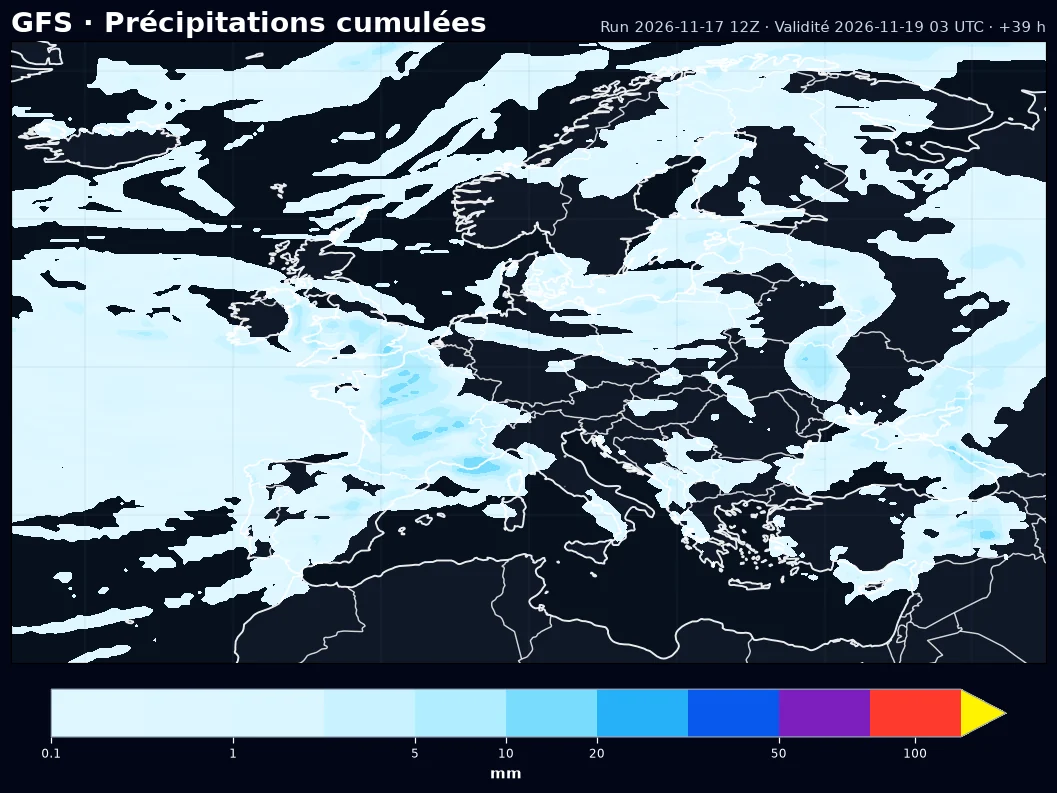 GFS · Précipitations cumulées
Run 2026-11-17 12Z · Validité 2026-11-19 03 UTC · +39 h
0.1 1 5 10 20 50 100
mm